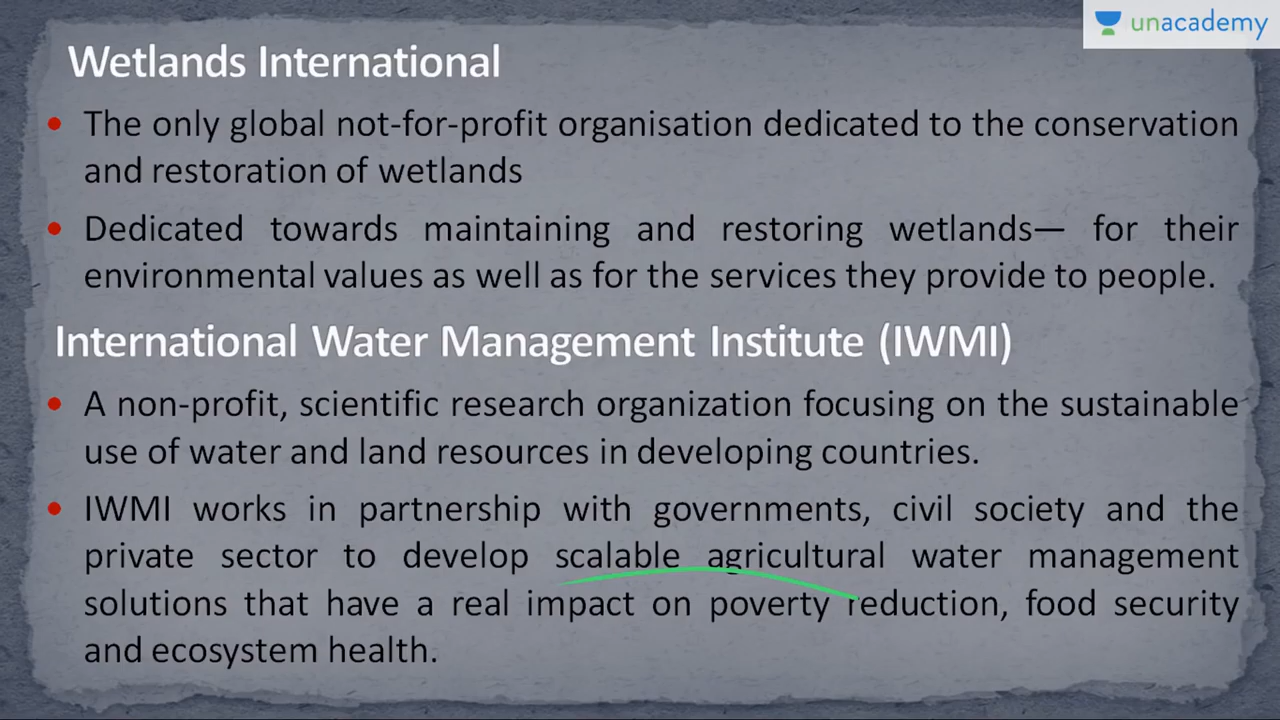 unacademy
Wetlands International
• The only global not-for-profit organisation dedicated to the conservation
and restoration of wetlands
• Dedicated towards maintaining and restoring wetlands— for their
environmental values as well as for the services they provide to people.
International Water Management Institute (IWMI)
• A non-profit, scientific research organization focusing on the sustainable
use of water and land resources in developing countries.
• IWMI works in partnership with governments, civil society and the
private sector to develop scalable agricultural water management
solutions that have a real impact on poverty reduction, food security
and ecosystem health.